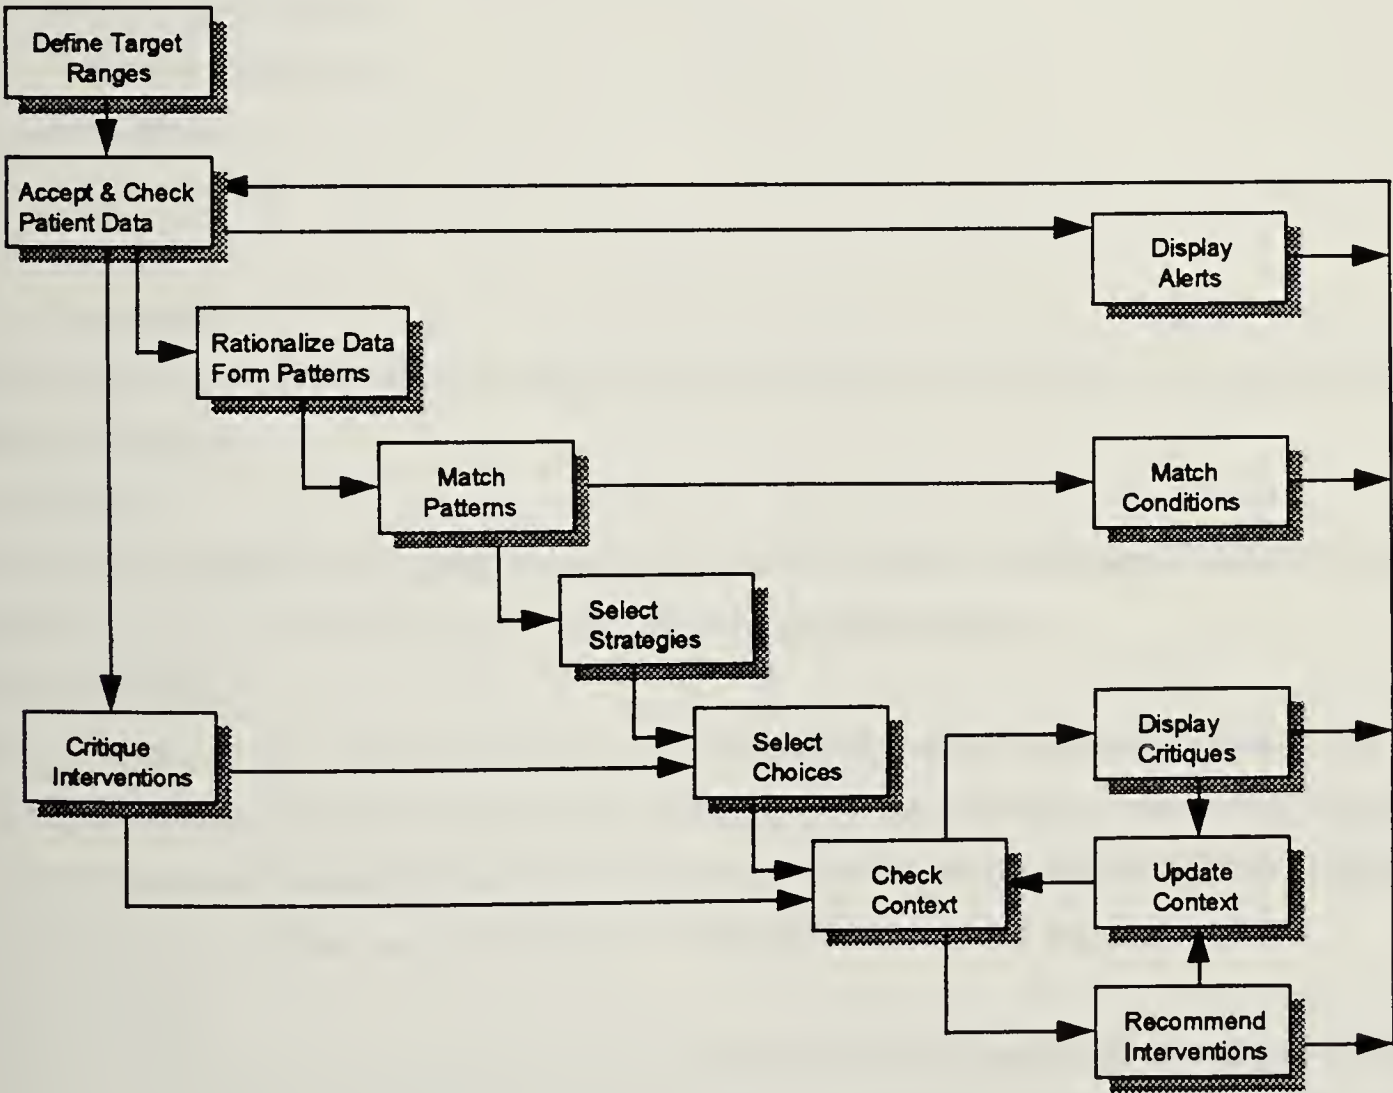 Define Target
Ranges
Accept & Check
Patient Data
Display
Alerts
Rationalize Data
Form Patterns
Match
Patterns
Match
Conditions
Select
Strategies
Critique
Interventions
Select
Choices
Display
Critiques
Check
Context
Update
Context
Recommend
Interventions